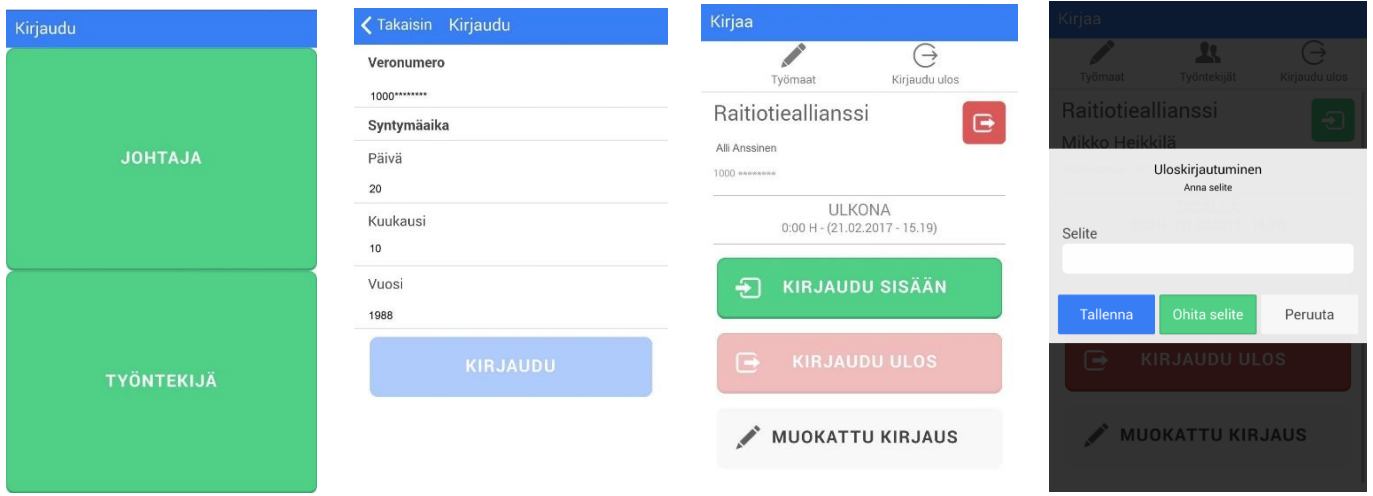 Kirjaudu
JOHTAJA
TYÖNTEKIJÄ
Takaisin Kirjaudu
Veronumero
1000********
Syntymäaika
Päivä
20
Kuukausi
10
Vuosi
1988
KIRJAUDU
Kirjaa
Työmaat Kirjaudu ulos
Raitiotieallianssi
Alli Anssinen
1000 ********
ULKONA
0:00 H - (21.02.2017 - 15.19)
KIRJAUDU SISÄÄN
KIRJAUDU ULOS
MUOKATTU KIRJAUS
Kirjaa
Työmaat Työntekijät Kirjaudu ulos
Raitiotieallianssi
Mikko Heikkilä
Uloskirjautuminen
Anna selite
Selite
Tallenna Ohita selite Peruuta
KIRJAUDU ULOS
MUOKATTU KIRJAUS